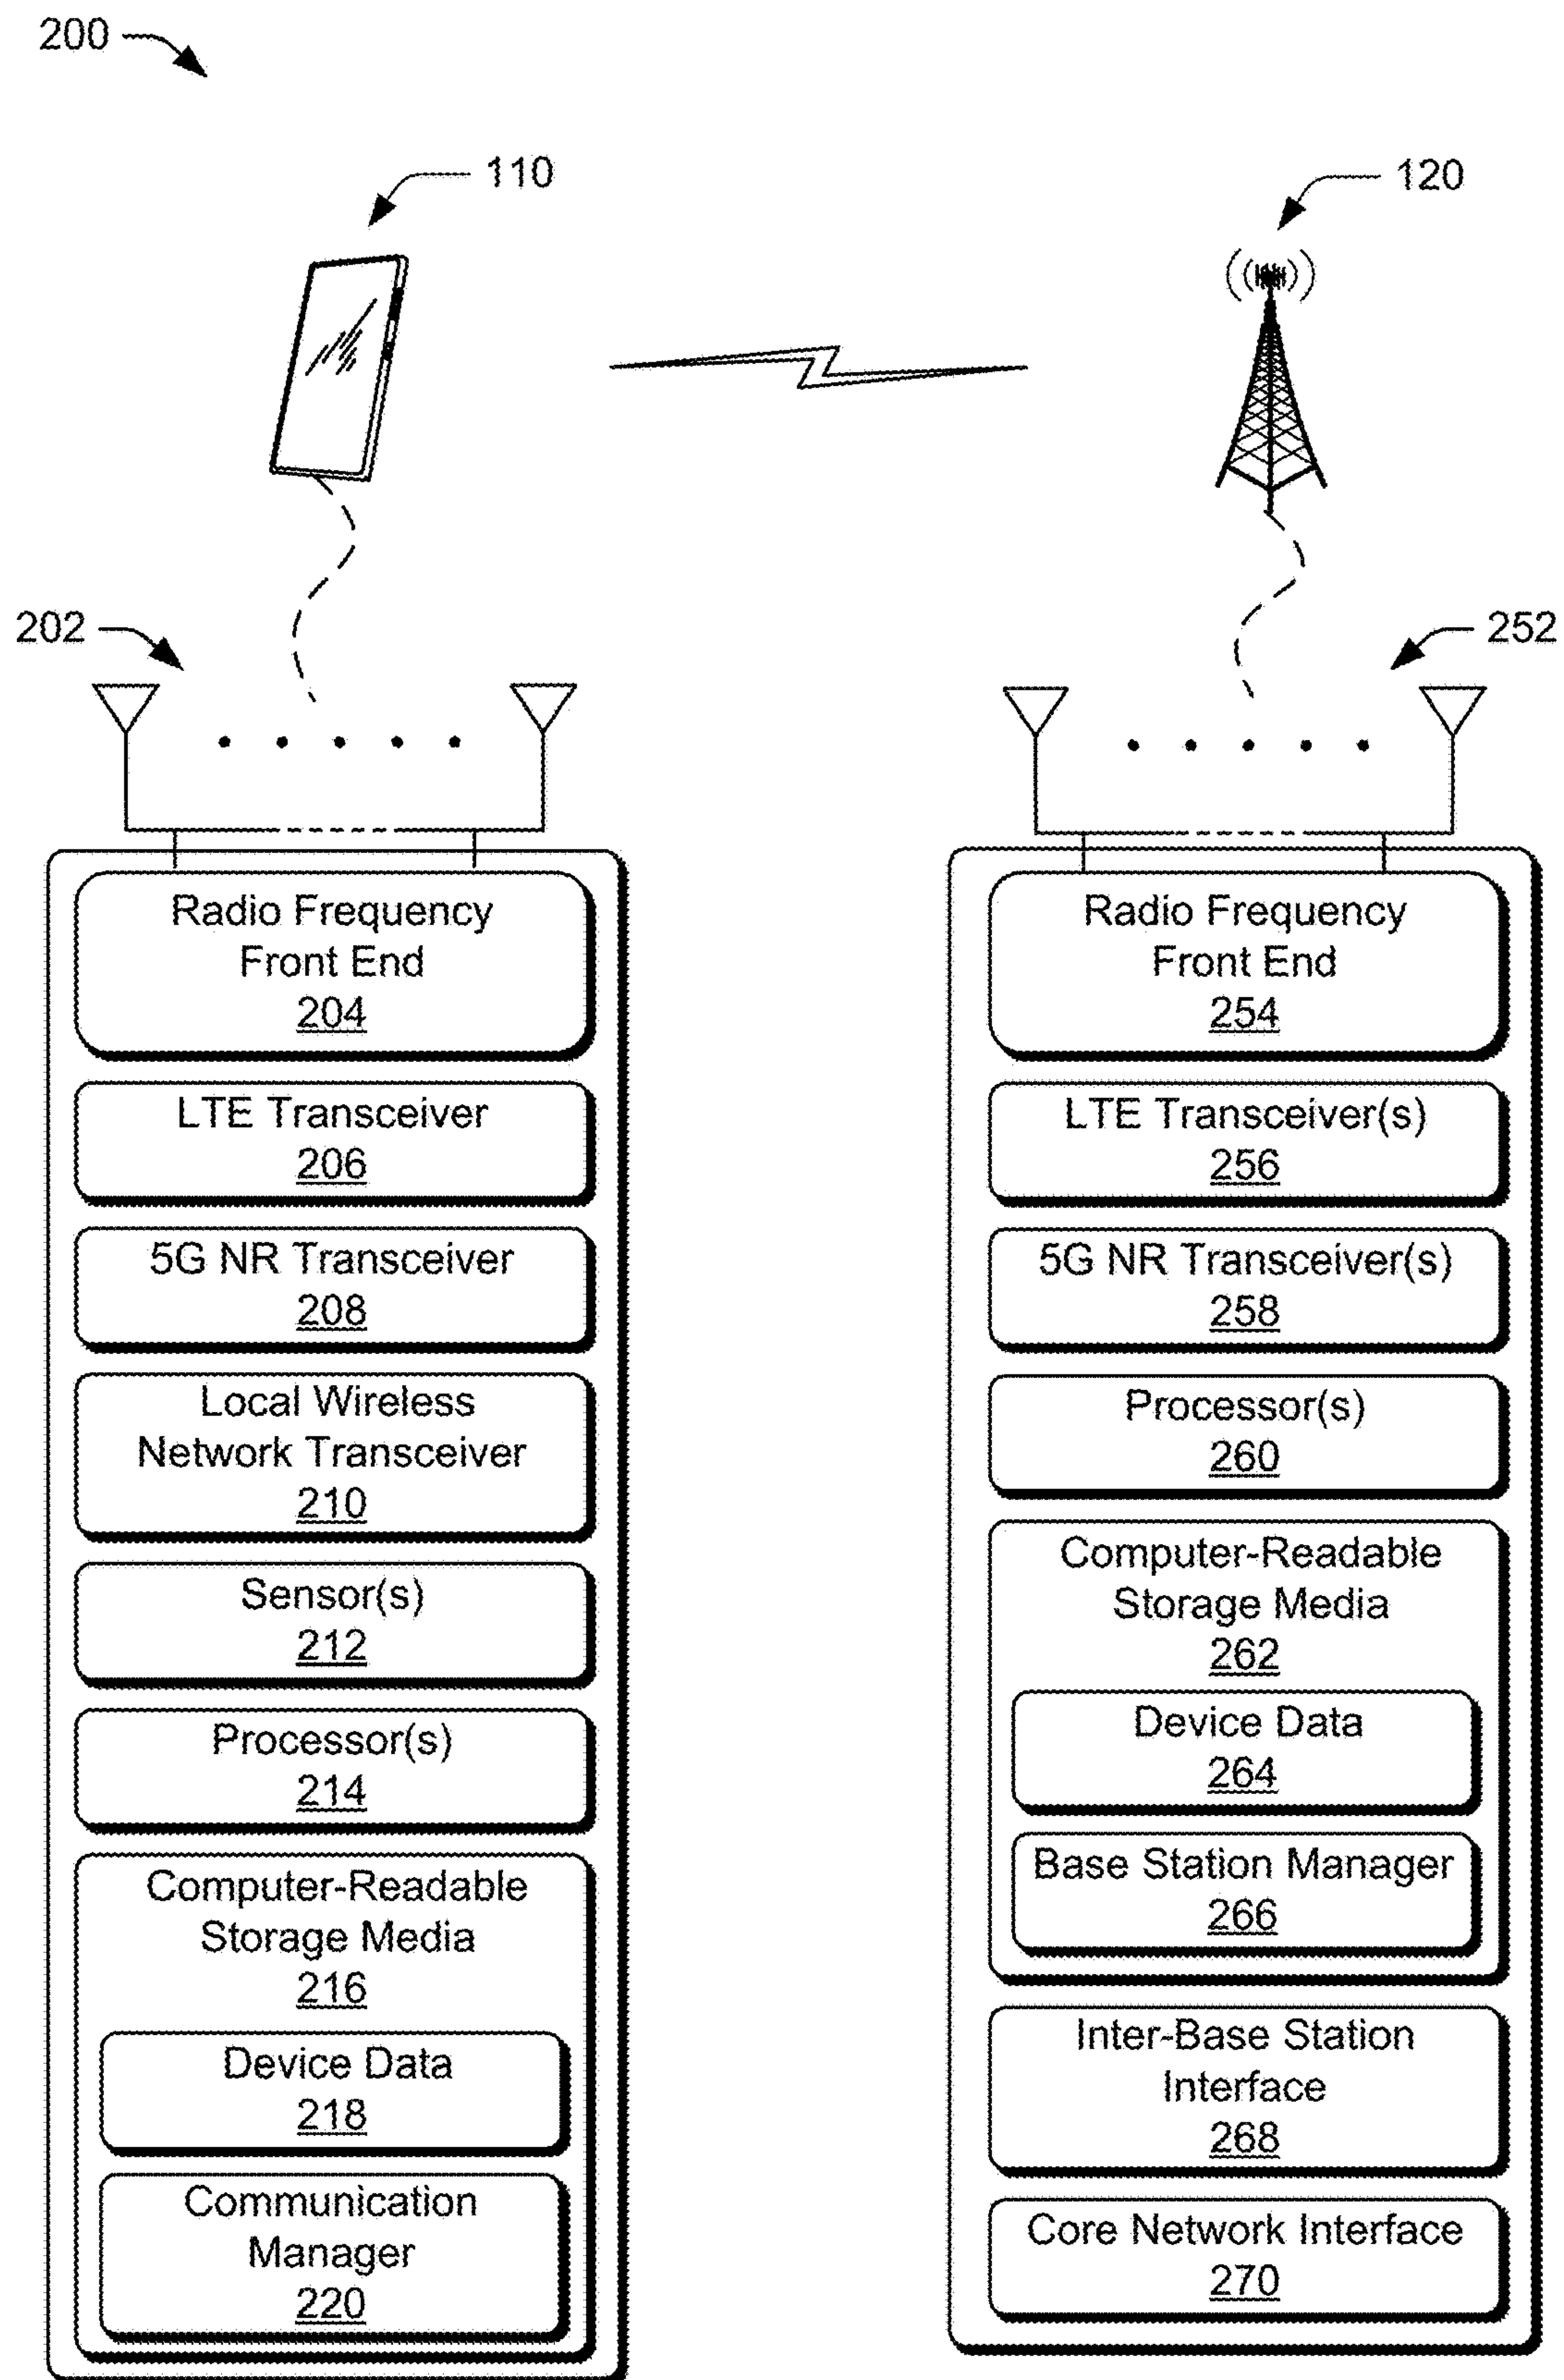 200
110
120
202
252
Radio Frequency
Front End
204
LTE Transceiver
206
5G NR Transceiver
208
Local Wireless
Network Transceiver
210
Sensor(s)
212
Processor(s)
214
Computer-Readable
Storage Media
216
Device Data
218
Communication
Manager
220
Radio Frequency
Front End
254
LTE Transceiver(s)
256
5G NR Transceiver(s)
258
Processor(s)
260
Computer-Readable
Storage Media
262
Device Data
264
Base Station Manager
266
Inter-Base Station
Interface
268
Core Network Interface
270